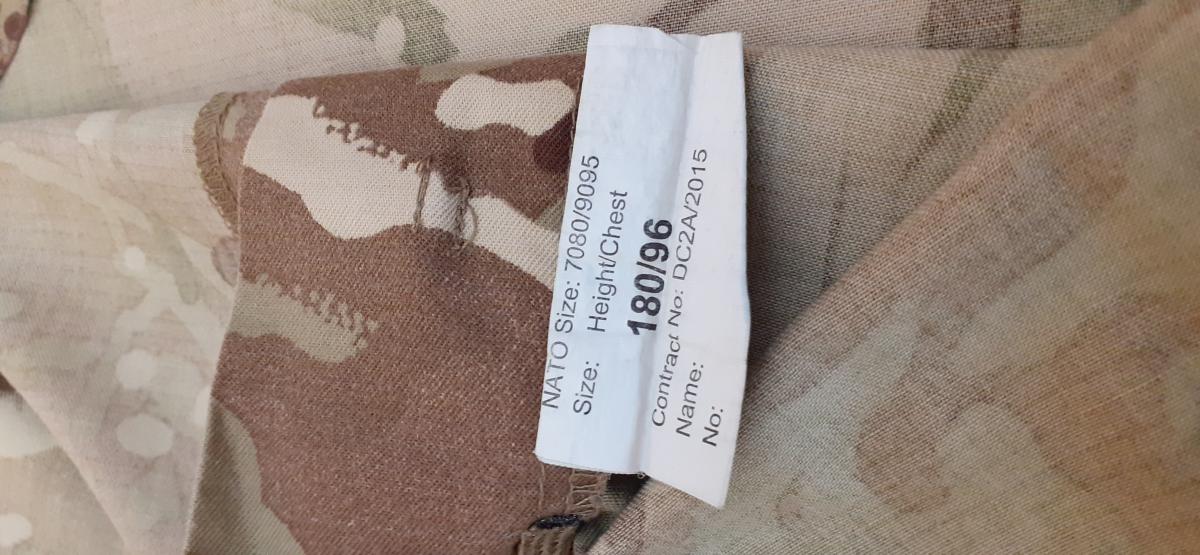 NATO Size: 7080/9095
Size: Height/Chest
180/96
Contract No: DC2A/2015
Name:
No: